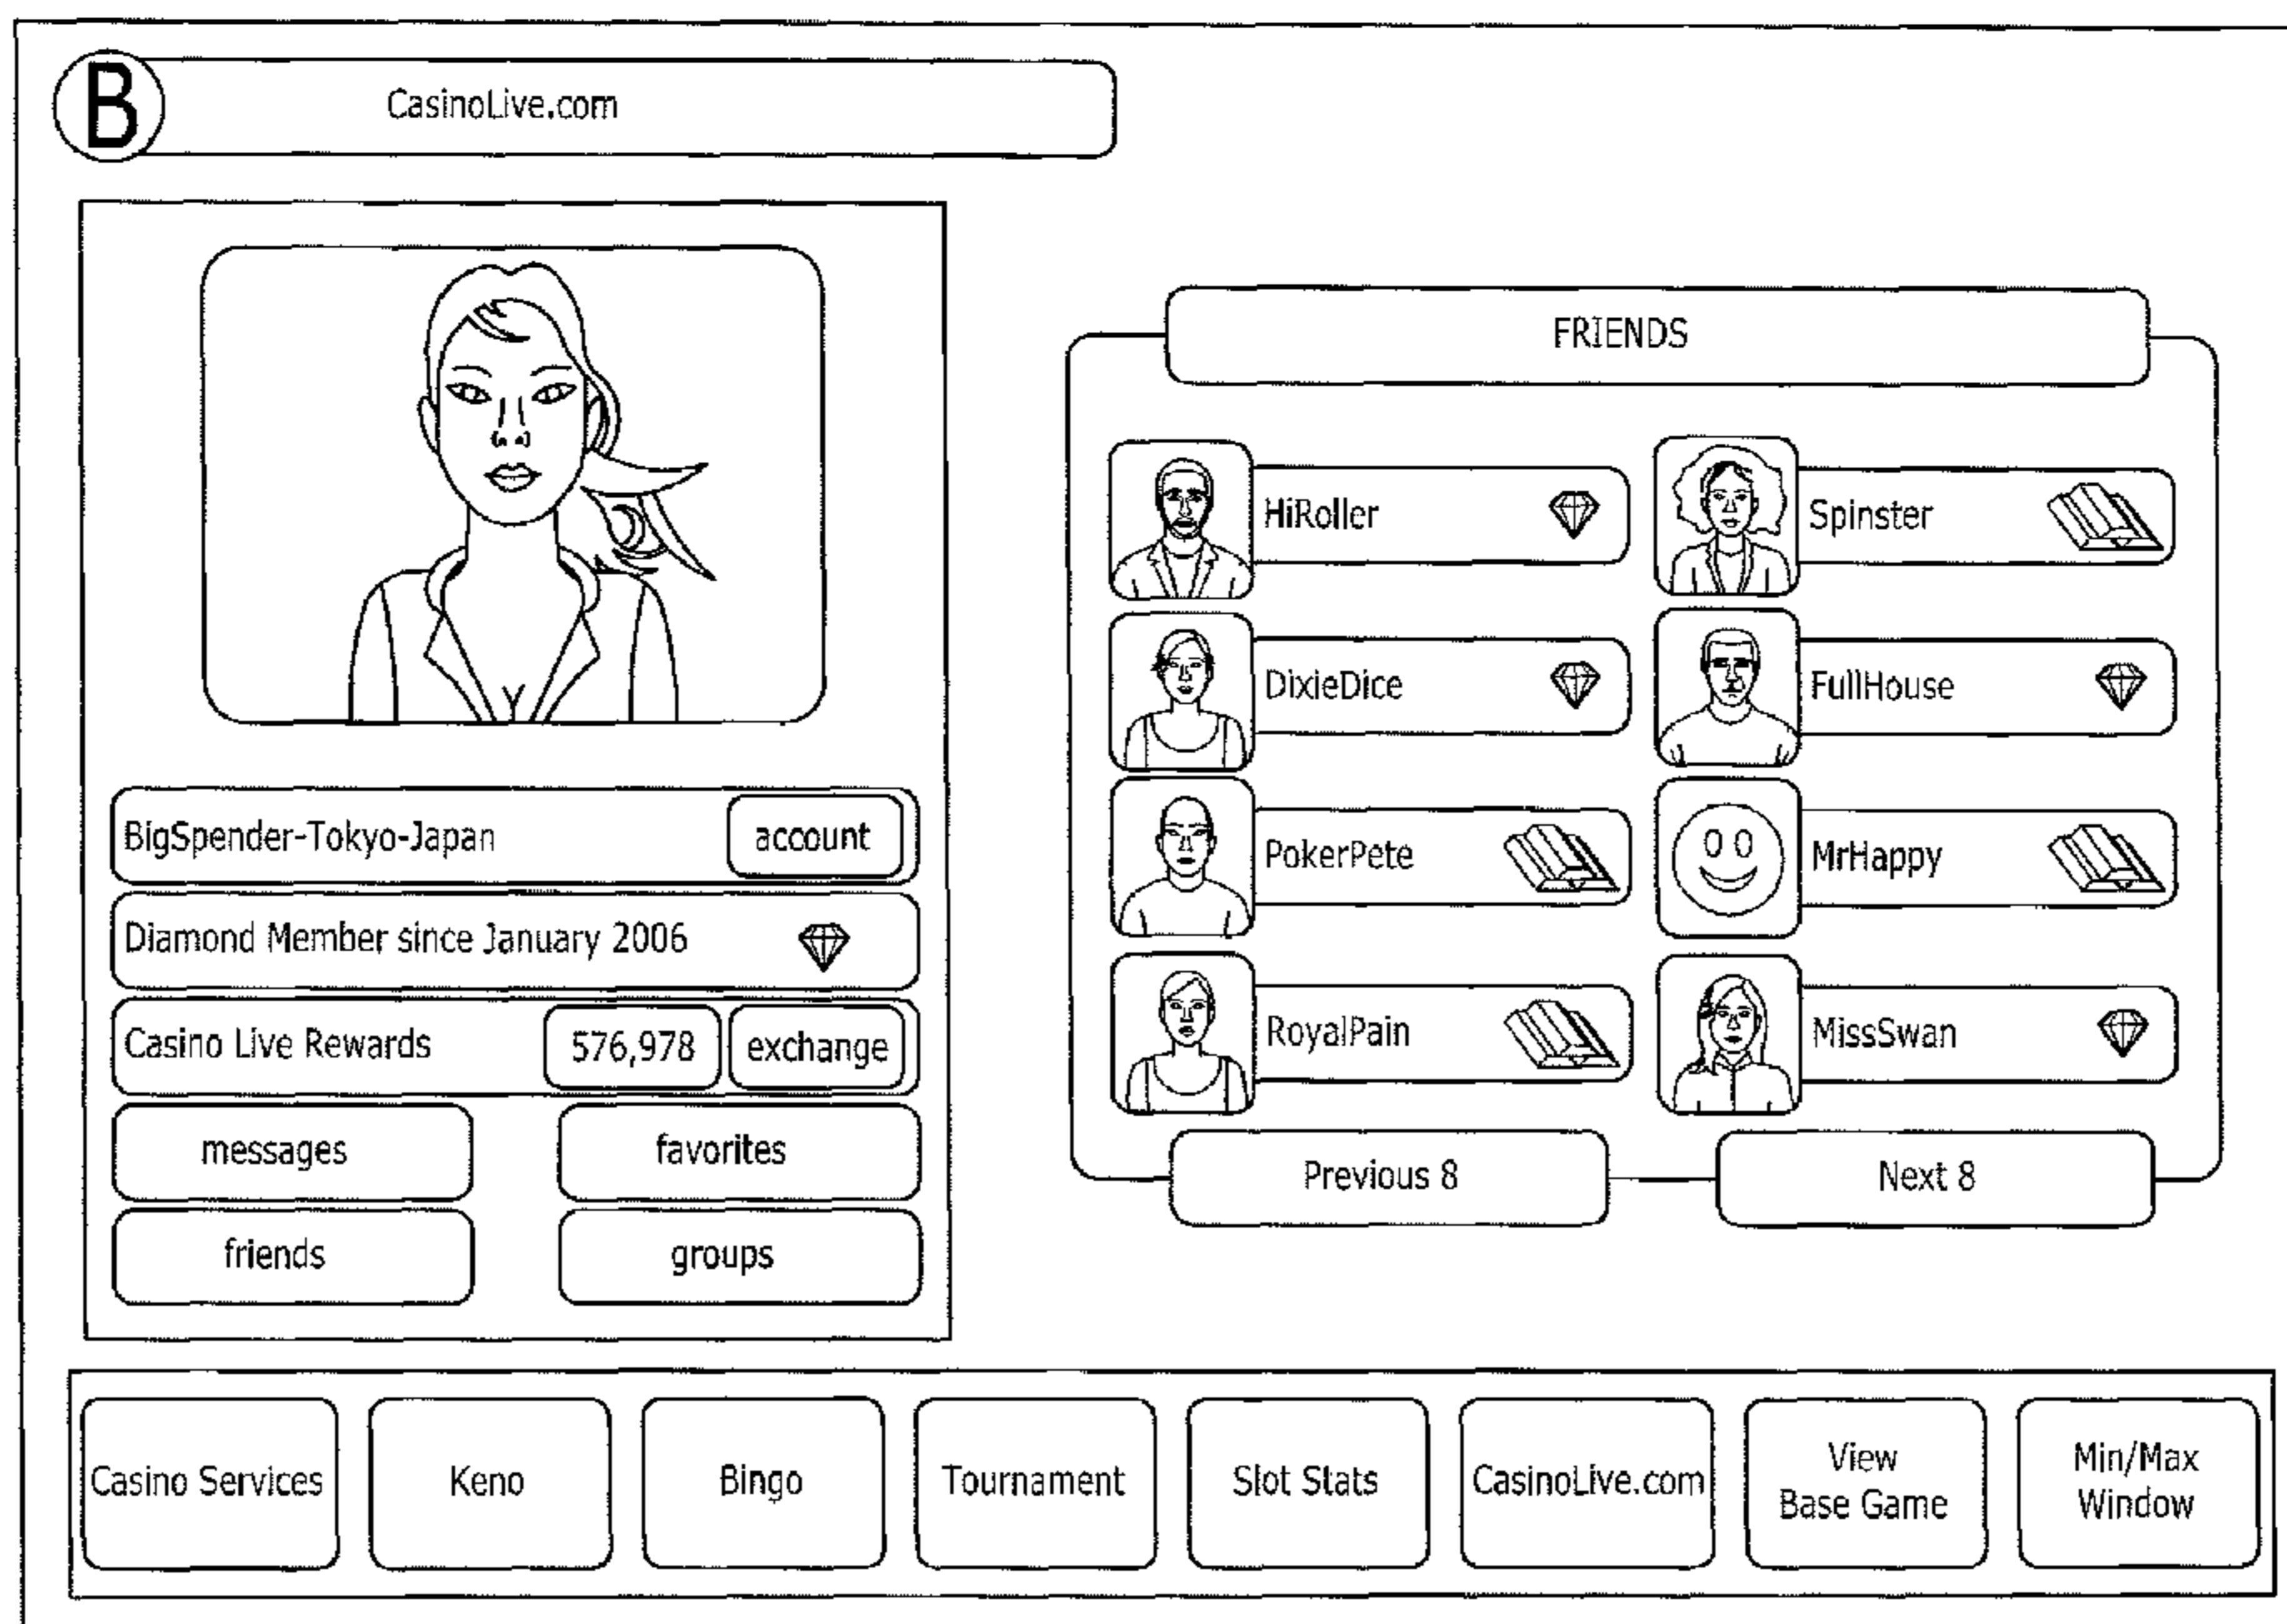 B
CasinoLive.com
BigSpender-Tokyo-Japan account
Diamond Member since January 2006
Casino Live Rewards 576,978 exchange
messages favorites
friends groups
FRIENDS
HiRoller Spinster
DixieDice FullHouse
PokerPete MrHappy
RoyalPain MissSwan
Previous 8 Next 8
Casino Services
Keno
Bingo
Tournament
Slot Stats
CasinoLive.com
View
Base Game
Min/Max
Window